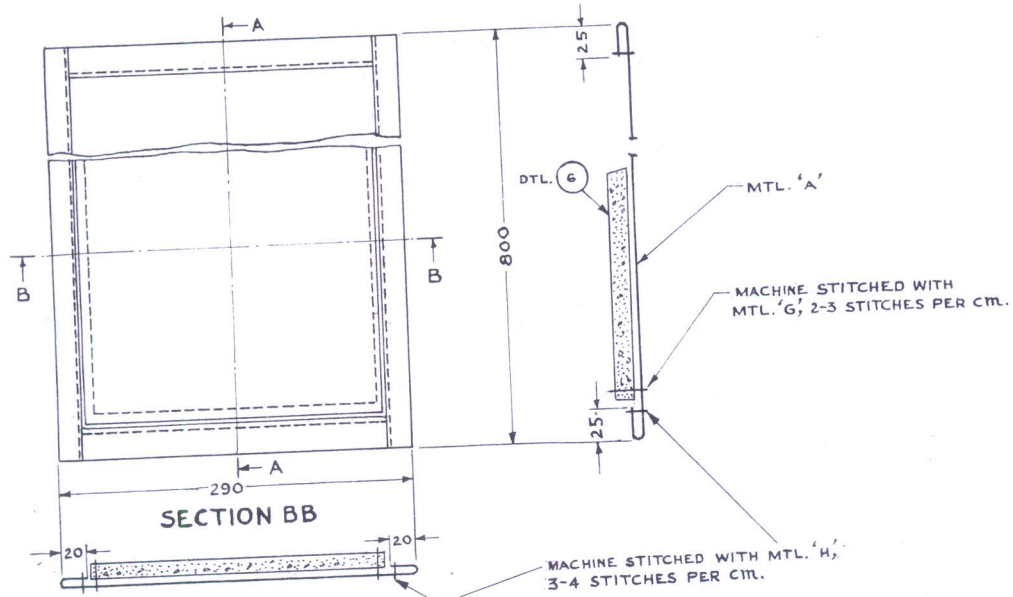 A
25
DTL. 6
MTL. 'A'
800
B
B
MACHINE STITCHED WITH
MTL. 'G', 2-3 STITCHES PER Cm.
25
A
290
SECTION BB
20
20
MACHINE STITCHED WITH MTL. 'H',
3-4 STITCHES PER Cm.